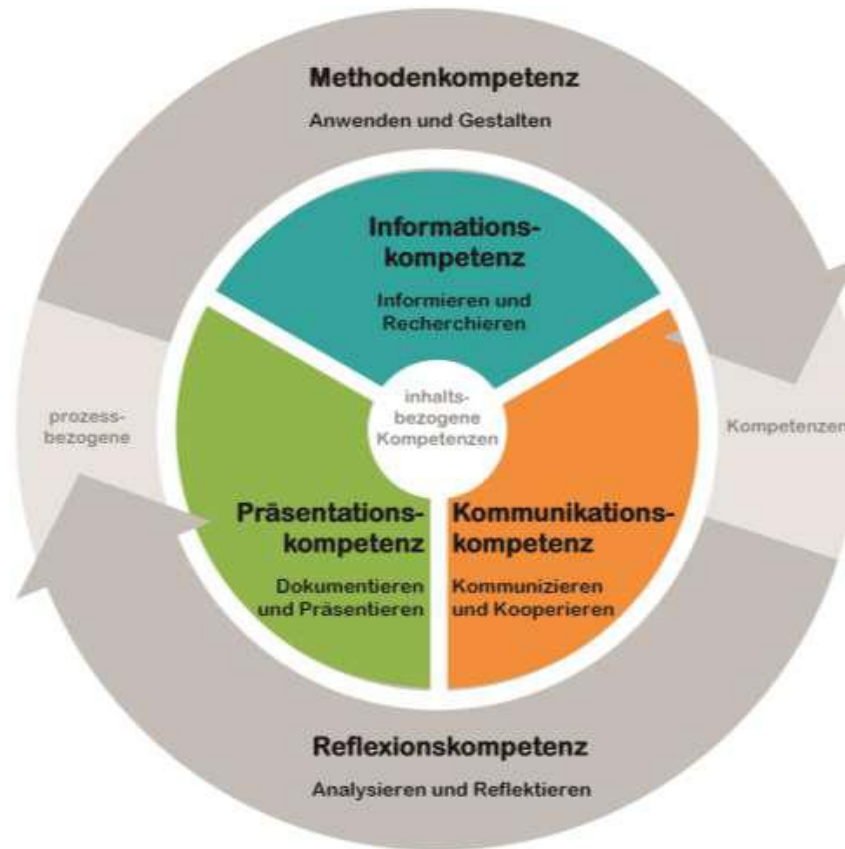 Methodenkompetenz
Anwenden und Gestalten
Informations-
kompetenz
Informieren und
Recherchieren
prozess-
bezogene
inhalts-
bezogene
Kompetenzen
Kompetenzen
Präsentations-
kompetenz
Dokumentieren
und Präsentieren
Kommunikations-
kompetenz
Kommunizieren
und Kooperieren
Reflexionskompetenz
Analysieren und Reflektieren